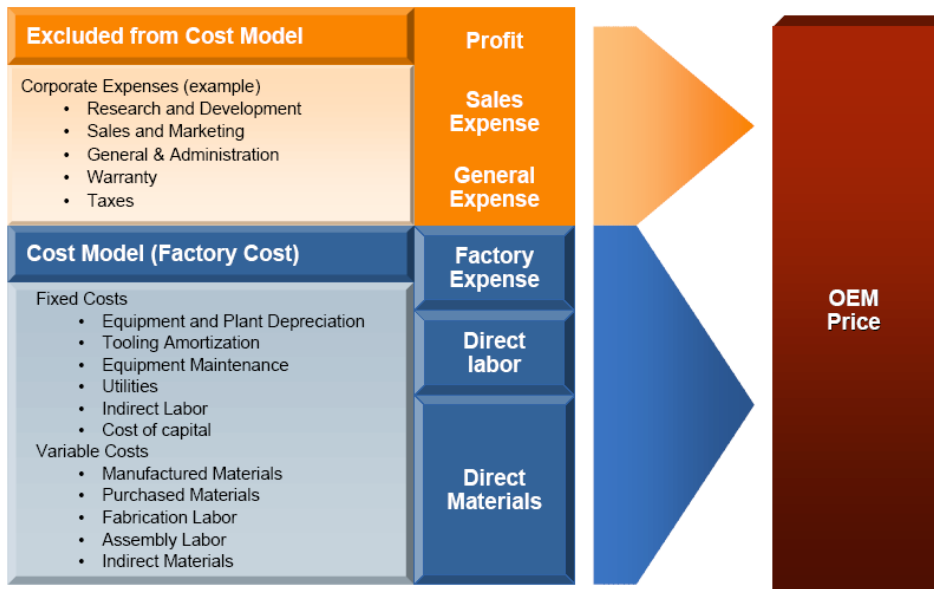 Excluded from Cost Model
Corporate Expenses (example)
• Research and Development
• Sales and Marketing
• General & Administration
• Warranty
• Taxes
Profit
Sales
Expense
General
Expense
Cost Model (Factory Cost)
Fixed Costs
• Equipment and Plant Depreciation
• Tooling Amortization
• Equipment Maintenance
• Utilities
• Indirect Labor
• Cost of capital
Variable Costs
• Manufactured Materials
• Purchased Materials
• Fabrication Labor
• Assembly Labor
• Indirect Materials
Factory
Expense
Direct
labor
Direct
Materials
OEM
Price